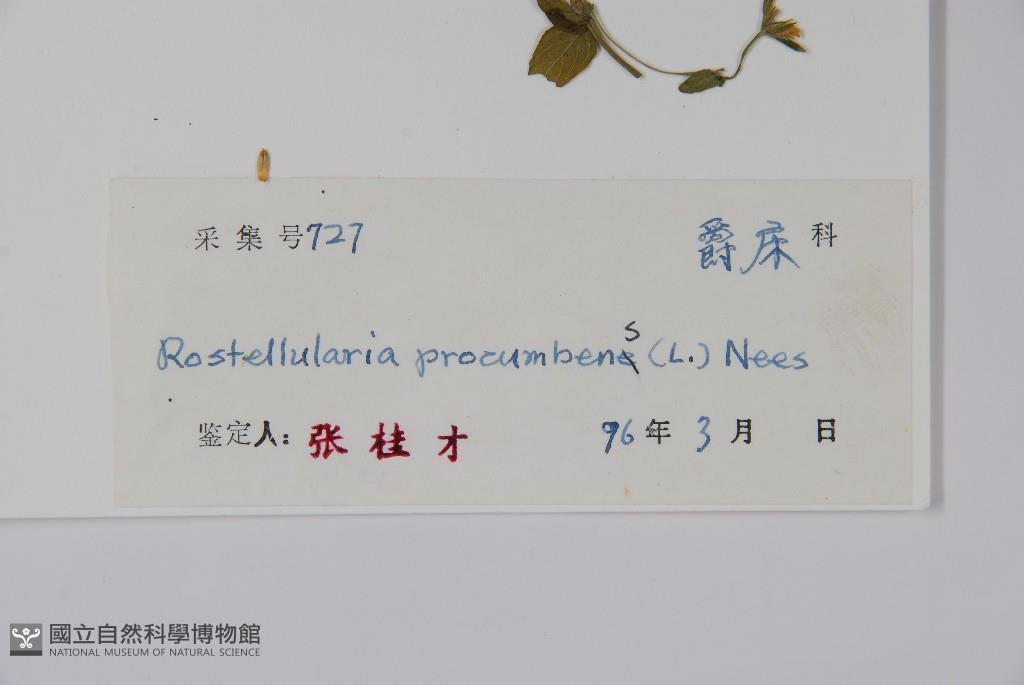 采集号727 爵床科
Rostellularia procumbens (L.) Nees
鉴定人：张桂才 96年3月 日
國立自然科學博物館
NATIONAL MUSEUM OF NATURAL SCIENCE